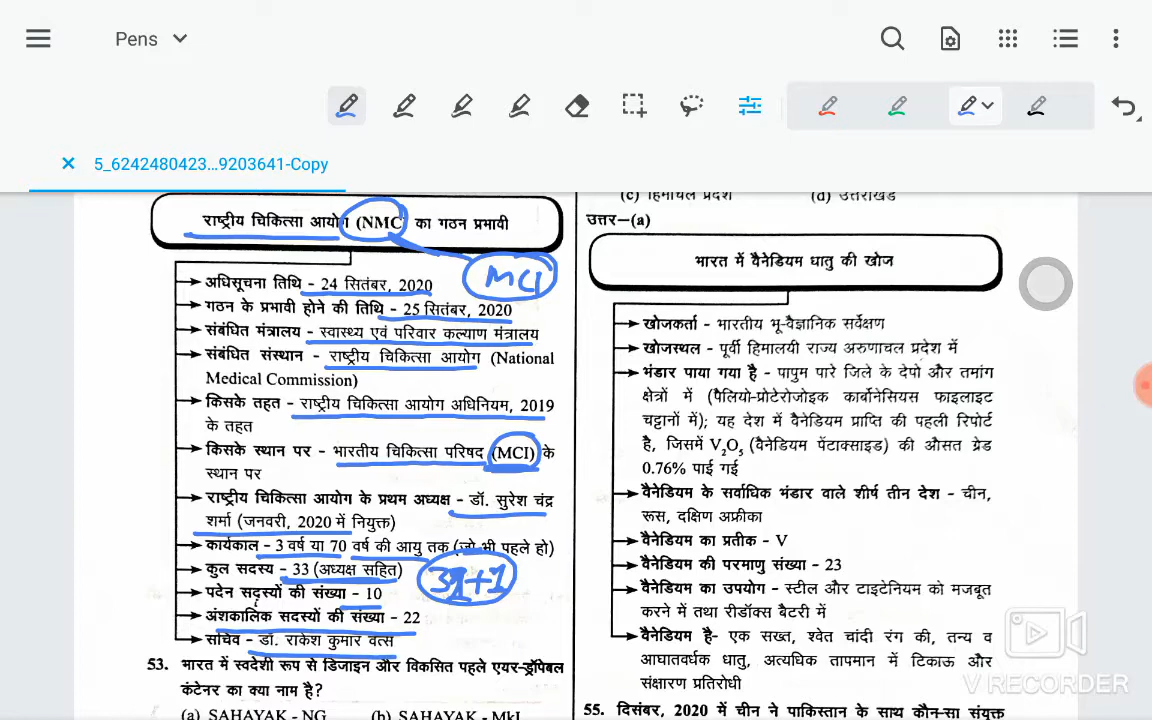 Pens
5_6242480423...9203641-Copy
राष्ट्रीय चिकित्सा आयोग (NMC) का गठन प्रभावी
MCI
अधिसूचना तिथि - 24 सितंबर, 2020
गठन के प्रभावी होने की तिथि - 25 सितंबर, 2020
संबंधित मंत्रालय - स्वास्थ्य एवं परिवार कल्याण मंत्रालय
संबंधित संस्थान - राष्ट्रीय चिकित्सा आयोग (National
Medical Commission)
किसके तहत - राष्ट्रीय चिकित्सा आयोग अधिनियम, 2019
के तहत
किसके स्थान पर - भारतीय चिकित्सा परिषद (MCI) के
स्थान पर
राष्ट्रीय चिकित्सा आयोग के प्रथम अध्यक्ष - डॉ. सुरेश चंद्र
शर्मा (जनवरी, 2020 में नियुक्त)
कार्यकाल - 3 वर्ष या 70 वर्ष की आयु तक (जो भी पहले हो)
कुल सदस्य - 33 (अध्यक्ष सहित)
पदेन सदस्यों की संख्या - 10
अंशकालिक सदस्यों की संख्या - 22
सचिव - डॉ. राकेश कुमार वत्स
53. भारत में स्वदेशी रूप से डिजाइन और विकसित पहले एयर-ड्रॉपेबल
कंटेनर का क्या नाम है?
(a) SAHAYAK - NG (b) SAHAYAK - MkI
(c) हिमाचल प्रदेश (d) उत्तराखंड
उत्तर–(a)
भारत में वैनेडियम धातु की खोज
खोजकर्ता - भारतीय भू-वैज्ञानिक सर्वेक्षण
खोजस्थल - पूर्वी हिमालयी राज्य अरुणाचल प्रदेश में
भंडार पाया गया है - पापुम पारे जिले के देपो और तमांग
क्षेत्रों में (पैलियो-प्रोटेरोजोइक कार्बोनेसियस फाइलाइट
चट्टानों में); यह देश में वैनेडियम प्राप्ति की पहली रिपोर्ट
है, जिसमें V₂O₅ (वैनेडियम पेंटाक्साइड) की औसत ग्रेड
0.76% पाई गई
वैनेडियम के सर्वाधिक भंडार वाले शीर्ष तीन देश - चीन,
रूस, दक्षिण अफ्रीका
वैनेडियम का प्रतीक - V
वैनेडियम की परमाणु संख्या - 23
वैनेडियम का उपयोग - स्टील और टाइटेनियम को मजबूत
करने में तथा रीडॉक्स बैटरी में
वैनेडियम है- एक सख्त, श्वेत चांदी रंग की, तन्य व
आघातवर्धक धातु, अत्यधिक तापमान में टिकाऊ और
संक्षारण प्रतिरोधी
55. दिसंबर, 2020 में चीन ने पाकिस्तान के साथ कौन-सा संयुक्त
V RECORDER